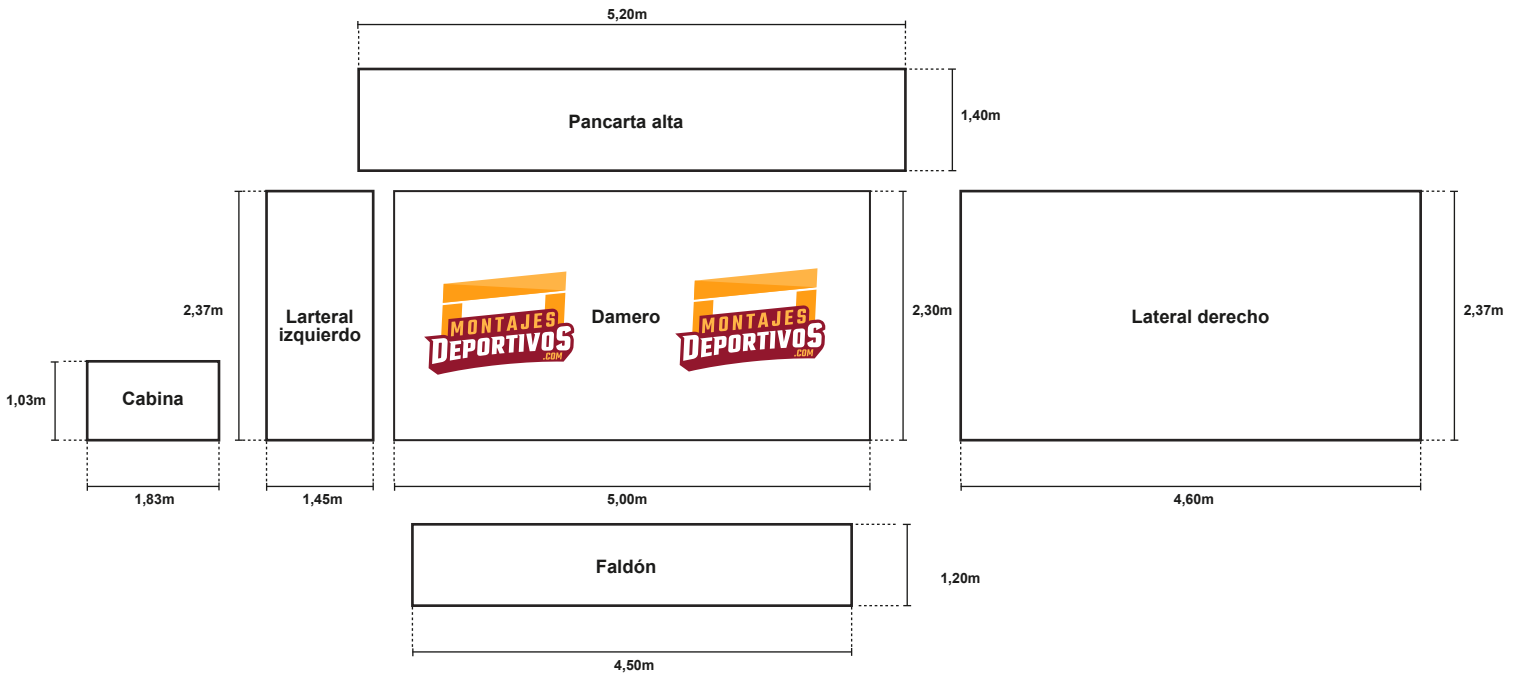 5,20m
Pancarta alta
1,40m
2,37m
Larteral
izquierdo
MONTAJES
DEPORTIVOS
.COM
Damero
MONTAJES
DEPORTIVOS
.COM
2,30m
Lateral derecho
2,37m
1,03m
Cabina
1,83m
1,45m
5,00m
4,60m
Faldón
1,20m
4,50m